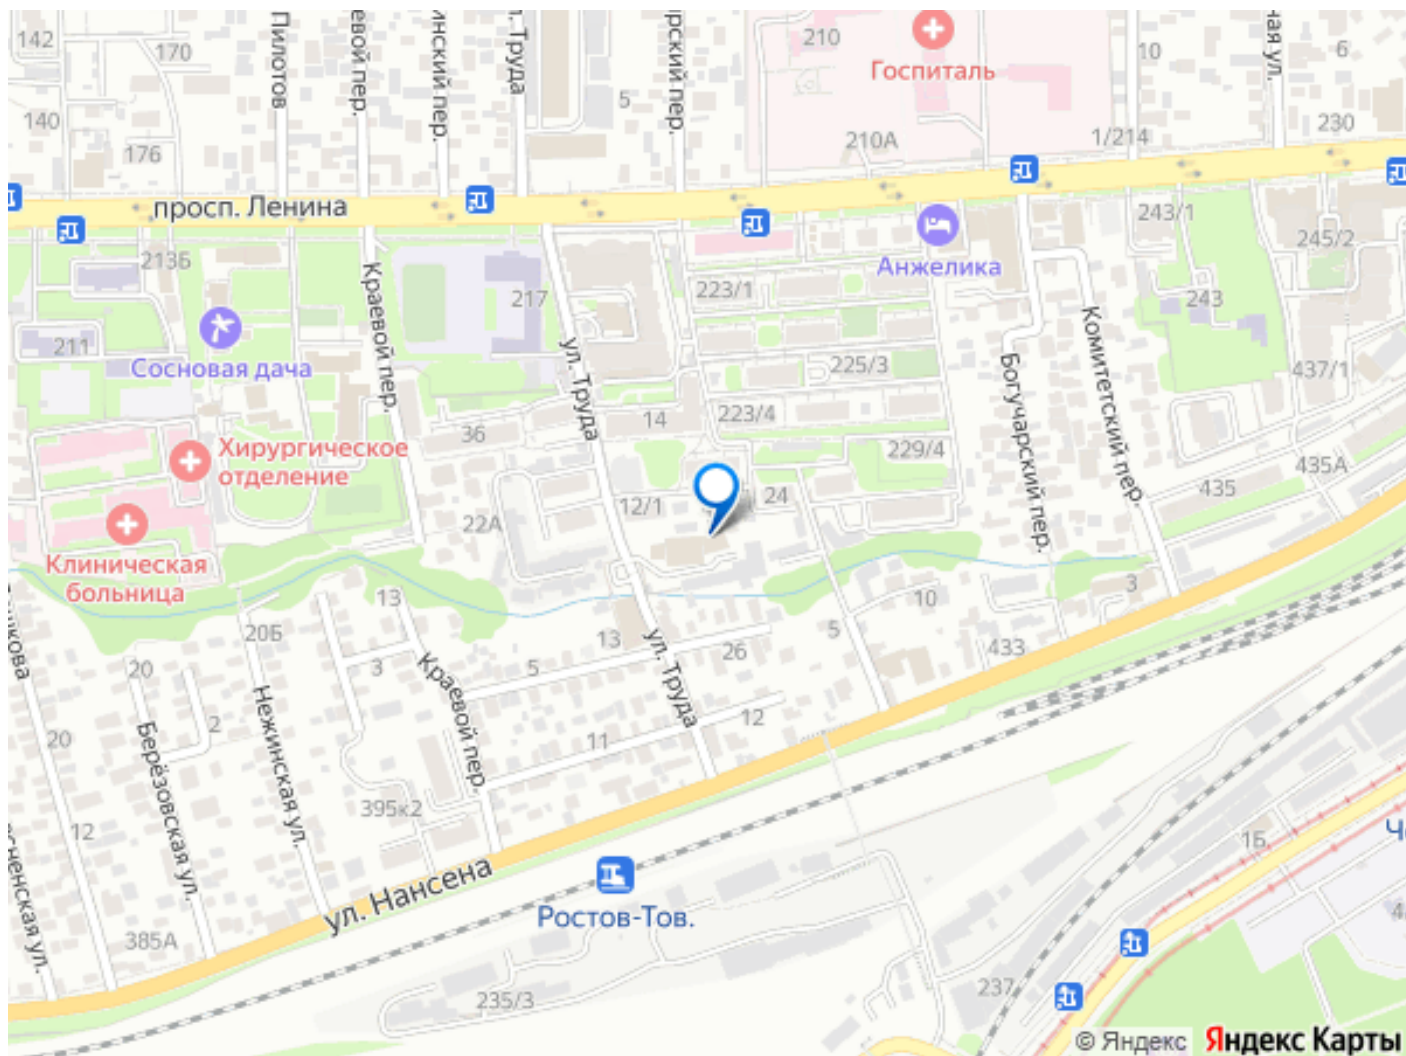 142
170
140
176
Пилотов
евой пер.
инский пер.
л. Труда
5
рский пер.
210
Госпиталь
210А
10
1/214
ная ул.
6
230
просп. Ленина
213Б
211
Сосновая дача
Краевой пер.
217
ул. Труда
223/1
Анжелика
243/1
245/2
243
225/3
437/1
Богучарский пер.
Комитетский пер.
36
14
223/4
229/4
435А
435
Хирургическое
отделение
22А
12/1
24
Клиническая
больница
13
20Б
13
3
5
26
ул. Труда
5
10
3
433
шкова
20
2
20
Берёзовская ул.
Нежинская ул.
Краевой пер.
11
12
12
395к2
сненская ул.
385А
ул. Нансена
Ростов-Тов.
235/3
237
1Б
Че
4
© Яндекс
Яндекс Карты